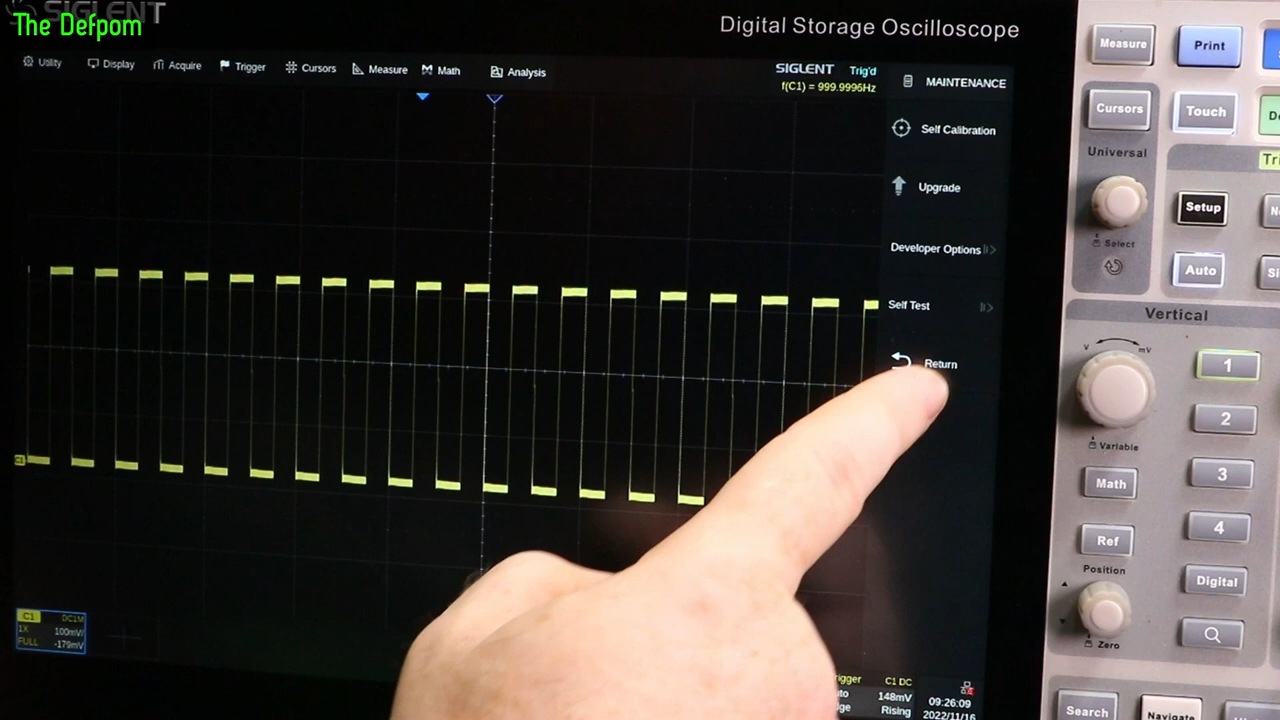 SIGLENT
The Defpom
Digital Storage Oscilloscope
Utility Display Acquire Trigger Cursors Measure Math Analysis
SIGLENT Trig'd
f(C1) = 999.9996Hz
MAINTENANCE
Self Calibration
Upgrade
Developer Options
Self Test
Return
C1
C1 DC1M
1X 100mV/
FULL -179mV
C1 DC
148mV
Rising
09:26:09
2022/11/16
Measure
Print
Cursors
Touch
Universal
Select
Setup
Auto
Vertical
V mV
Variable
1
2
3
4
Math
Ref
Digital
Position
Zero
Search
Navigate